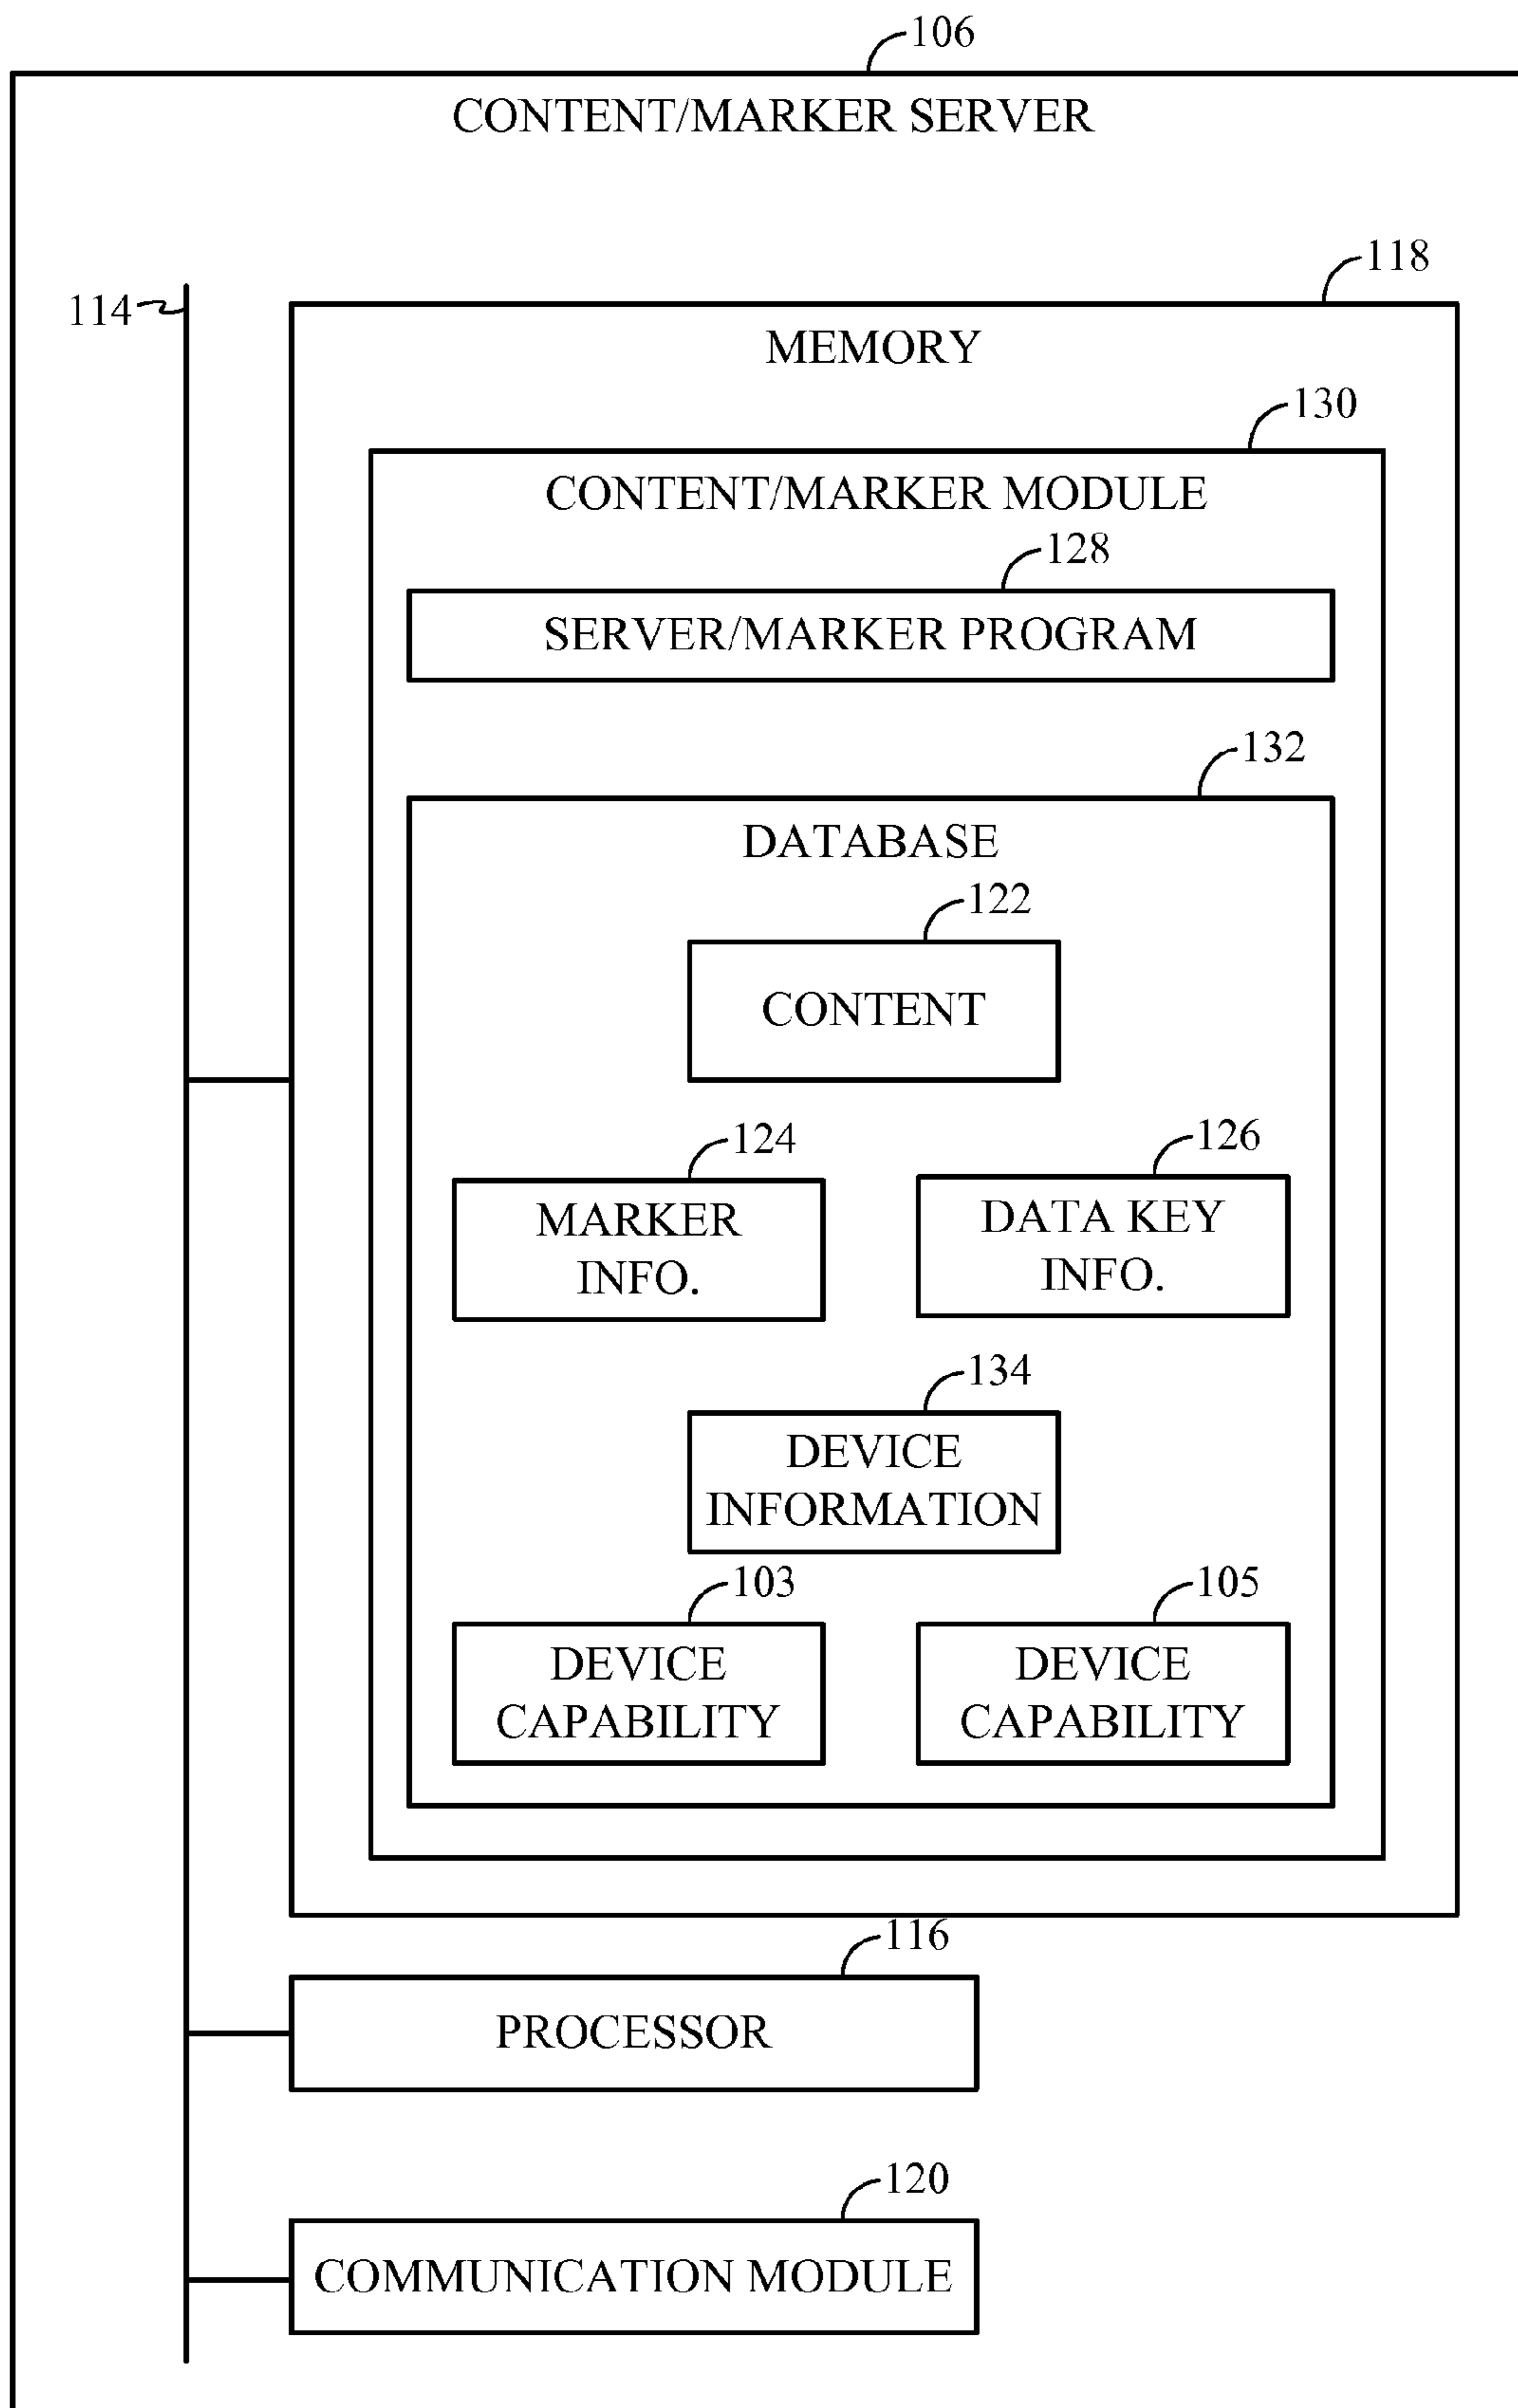 106
CONTENT/MARKER SERVER
118
114
MEMORY
130
CONTENT/MARKER MODULE
128
SERVER/MARKER PROGRAM
132
DATABASE
122
CONTENT
124
MARKER
INFO.
126
DATA KEY
INFO.
134
DEVICE
INFORMATION
103
DEVICE
CAPABILITY
105
DEVICE
CAPABILITY
116
PROCESSOR
120
COMMUNICATION MODULE